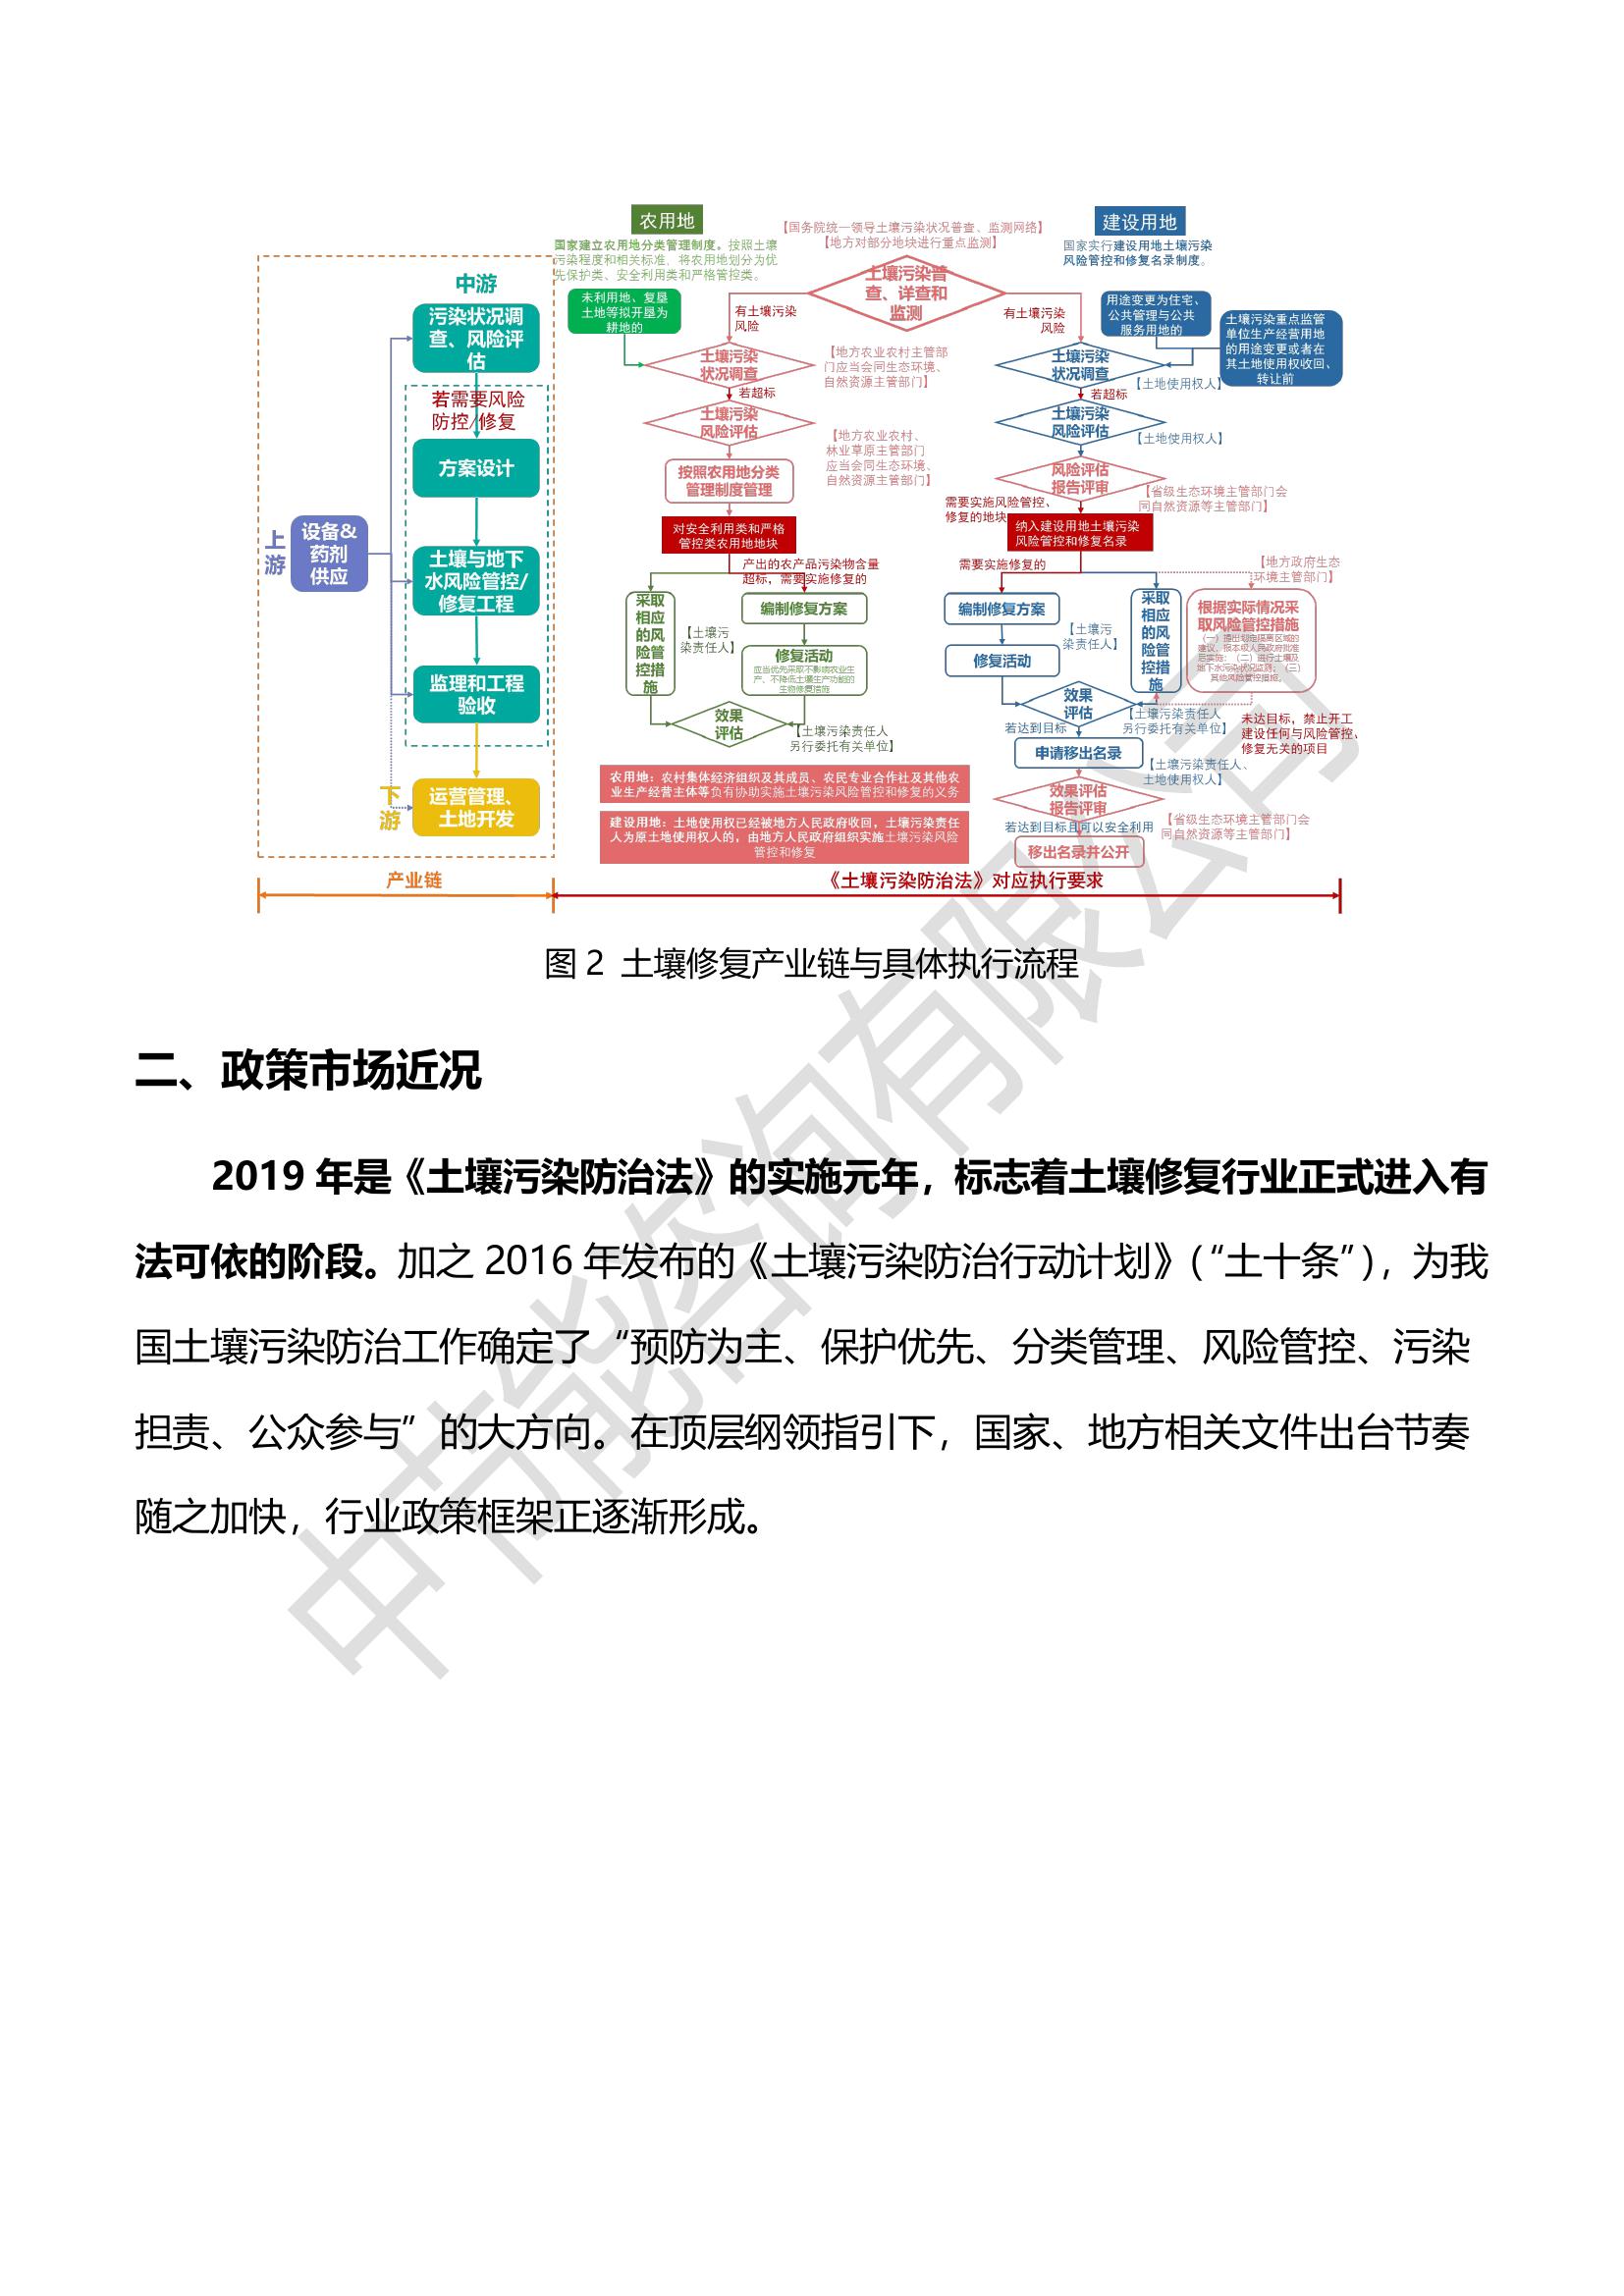 农用地
国家建立农用地分类管理制度。按照土壤
污染程度和相关标准，将农用地划分为优
先保护类、安全利用类和严格管控类。
【国务院统一领导土壤污染状况普查、监测网络】
【地方对部分地块进行重点监测】
建设用地
国家实行建设用地土壤污染
风险管控和修复名录制度。
上
游
设备&
药剂
供应
中游
污染状况调
查、风险评
估
若需要风险
防控/修复
方案设计
土壤与地下
水风险管控/
修复工程
监理和工程
验收
下
游
运营管理、
土地开发
土壤污染普
查、详查和
监测
未利用地、复垦
土地等拟开垦为
耕地的
有土壤污染
风险
土壤污染
状况调查
【地方农业农村主管部
门应当会同生态环境、
自然资源主管部门】
若超标
土壤污染
风险评估
【地方农业农村、
林业草原主管部门
应当会同生态环境、
自然资源主管部门】
按照农用地分类
管理制度管理
对安全利用类和严格
管控类农用地地块
产出的农产品污染物含量
超标，需要实施修复的
采取
相应
的风
险管
控措
施
【土壤污
染责任人】
编制修复方案
修复活动
应当优先采取不影响农业生
产、不降低土壤生产功能的
生物修复措施
效果
评估
【土壤污染责任人
另行委托有关单位】
有土壤污染
风险
用途变更为住宅、
公共管理与公共
服务用地的
土壤污染重点监管
单位生产经营用地
的用途变更或者在
其土地使用权收回、
转让前
土壤污染
状况调查
【土地使用权人】
若超标
土壤污染
风险评估
【土地使用权人】
风险评估
报告评审
【省级生态环境主管部门会
同自然资源等主管部门】
需要实施风险管控、
修复的地块
纳入建设用地土壤污染
风险管控和修复名录
需要实施修复的
【地方政府生态
环境主管部门】
编制修复方案
修复活动
【土壤污
染责任人】
采取
相应
的风
险管
控措
施
根据实际情况采
取风险管控措施
（一）提出划定隔离区域的
建议，报本级人民政府批准
后实施；（二）进行土壤及
地下水污染状况监测；（三）
其他风险管控措施。
效果
评估
【土壤污染责任人
另行委托有关单位】
未达目标，禁止开工
建设任何与风险管控、
修复无关的项目
若达到目标
申请移出名录
【土壤污染责任人、
土地使用权人】
效果评估
报告评审
【省级生态环境主管部门会
同自然资源等主管部门】
若达到目标且可以安全利用
移出名录并公开
农用地：农村集体经济组织及其成员、农民专业合作社及其他农
业生产经营主体等负有协助实施土壤污染风险管控和修复的义务
建设用地：土地使用权已经被地方人民政府收回，土壤污染责任
人为原土地使用权人的，由地方人民政府组织实施土壤污染风险
管控和修复
产业链
《土壤污染防治法》对应执行要求
图 2 土壤修复产业链与具体执行流程
二、政策市场近况
2019 年是《土壤污染防治法》的实施元年，标志着土壤修复行业正式进入有
法可依的阶段。加之 2016 年发布的《土壤污染防治行动计划》（“土十条”），为我
国土壤污染防治工作确定了“预防为主、保护优先、分类管理、风险管控、污染
担责、公众参与”的大方向。在顶层纲领指引下，国家、地方相关文件出台节奏
随之加快，行业政策框架正逐渐形成。
中节能咨询有限公司